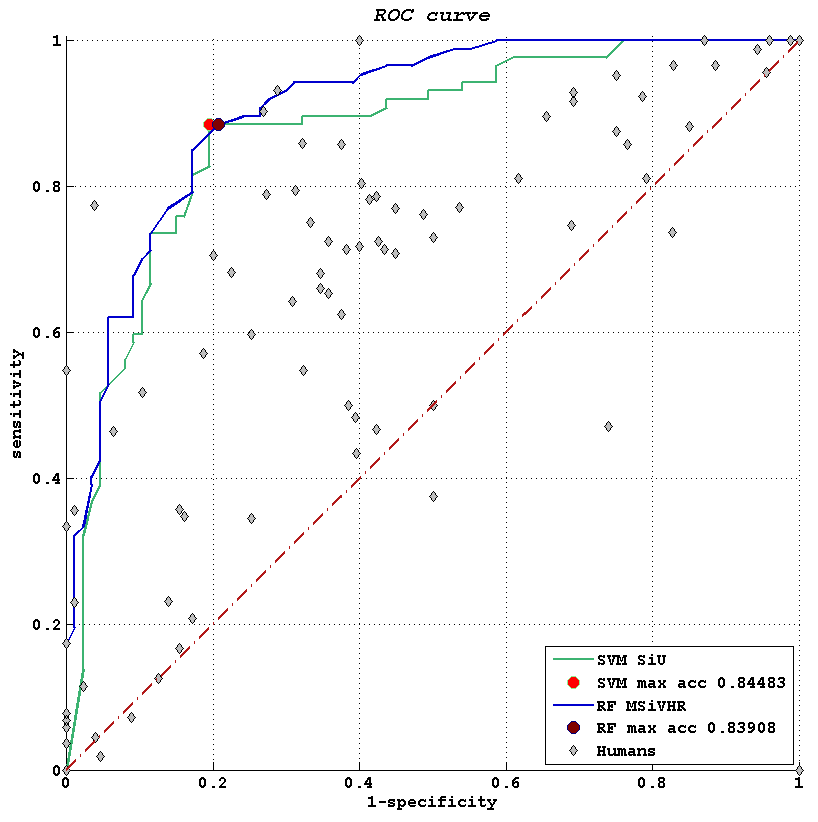 ROC curve
1
0.8
0.6
0.4
0.2
0
sensitivity
0
0.2
0.4
0.6
0.8
1
1-specificity
SVM SiU
SVM max acc 0.84483
RF MSiVHR
RF max acc 0.83908
Humans